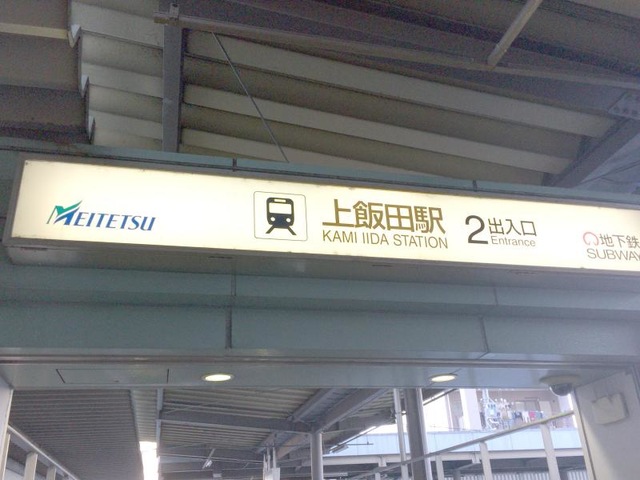 MEITETSU
上飯田駅
KAMI IIDA STATION
2 出入口
Entrance
地下鉄
SUBWAY